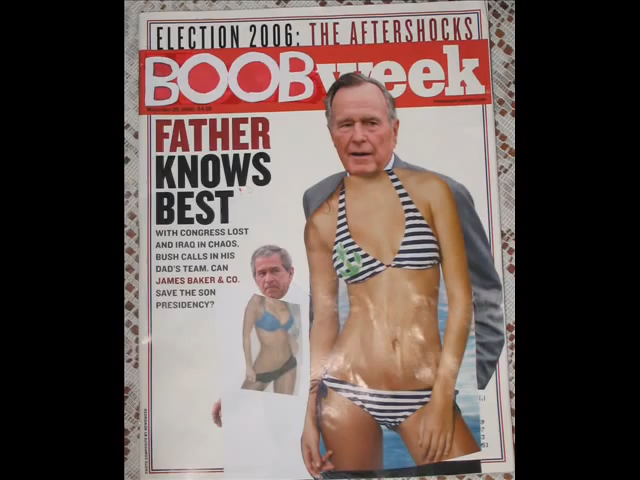 ELECTION 2006: THE AFTERSHOCKS
BOOBweek
FATHER
KNOWS
BEST
WITH CONGRESS LOST
AND IRAQ IN CHAOS,
BUSH CALLS IN HIS
DAD'S TEAM. CAN
JAMES BAKER & CO.
SAVE THE SON
PRESIDENCY?